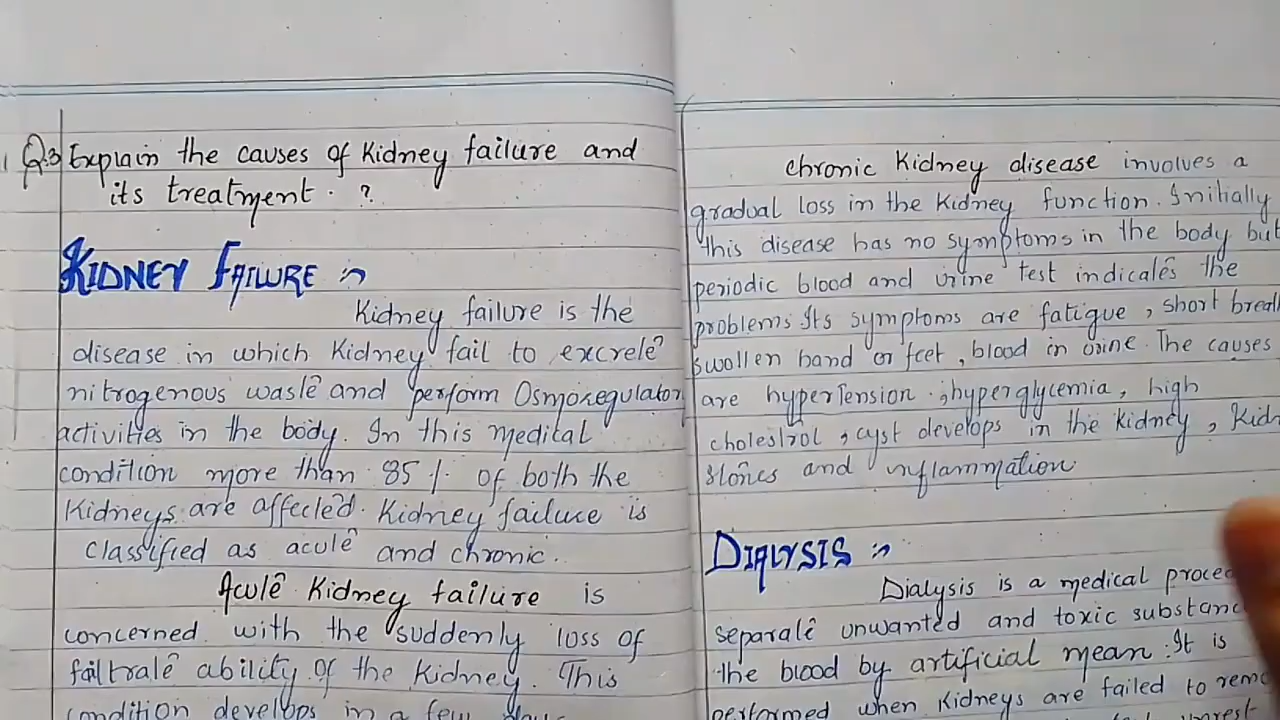 Q.3 Explain the causes of Kidney failure and
its treatment. ?
KIDNEY FAILURE :-
Kidney failure is the
disease in which Kidney fail to excrete
nitrogenous waste and perform Osmoregulator
activities in the body. In this medical
condition more than 85 % of both the
Kidneys are affected. Kidney failure is
classified as acute and chronic.
Acute Kidney failure is
concerned with the suddenly loss of
filtrate ability of the Kidney. This
condition develops in a few days
chronic Kidney disease involves a
gradual loss in the Kidney function. Initially
this disease has no symptoms in the body but
periodic blood and urine test indicates the
problems. Its symptoms are fatigue, short breat
swollen hand or feet, blood in urine. The causes
are hypertension, hyperglycemia, high
cholestrol, cyst develops in the kidney, Kid
stones and inflammation.
DIALYSIS :-
Dialysis is a medical proced
separate unwanted and toxic substanc
the blood by artificial mean. It is
performed when Kidneys are failed to remo